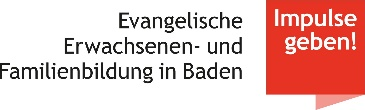 Evangelische
Erwachsenen- und
Familienbildung in Baden
Impulse
geben!